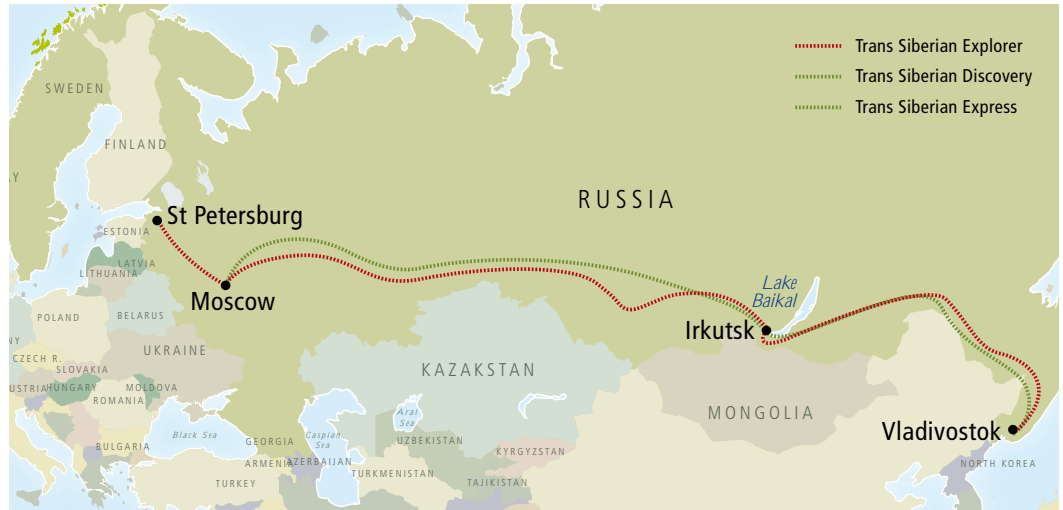 Trans Siberian Explorer
Trans Siberian Discovery
Trans Siberian Express
SWEDEN
FINLAND
RUSSIA
St Petersburg
ESTONIA
LATVIA
LITHUANIA
Moscow
Lake
Baikal
Irkutsk
POLAND
BELARUS
UKRAINE
KAZAKSTAN
MONGOLIA
Vladivostok
NORTH KOREA
CZECH R.
SLOVAKIA
HUNGARY
MOLDOVA
ROMANIA
BULGARIA
Black Sea
GEORGIA
Caspian
Sea
Aral
Sea
UZBEKISTAN
KYRGYZSTAN
ARMENIA
AZERBAIJAN
TURKMENISTAN
TAJIKISTAN
TURKEY